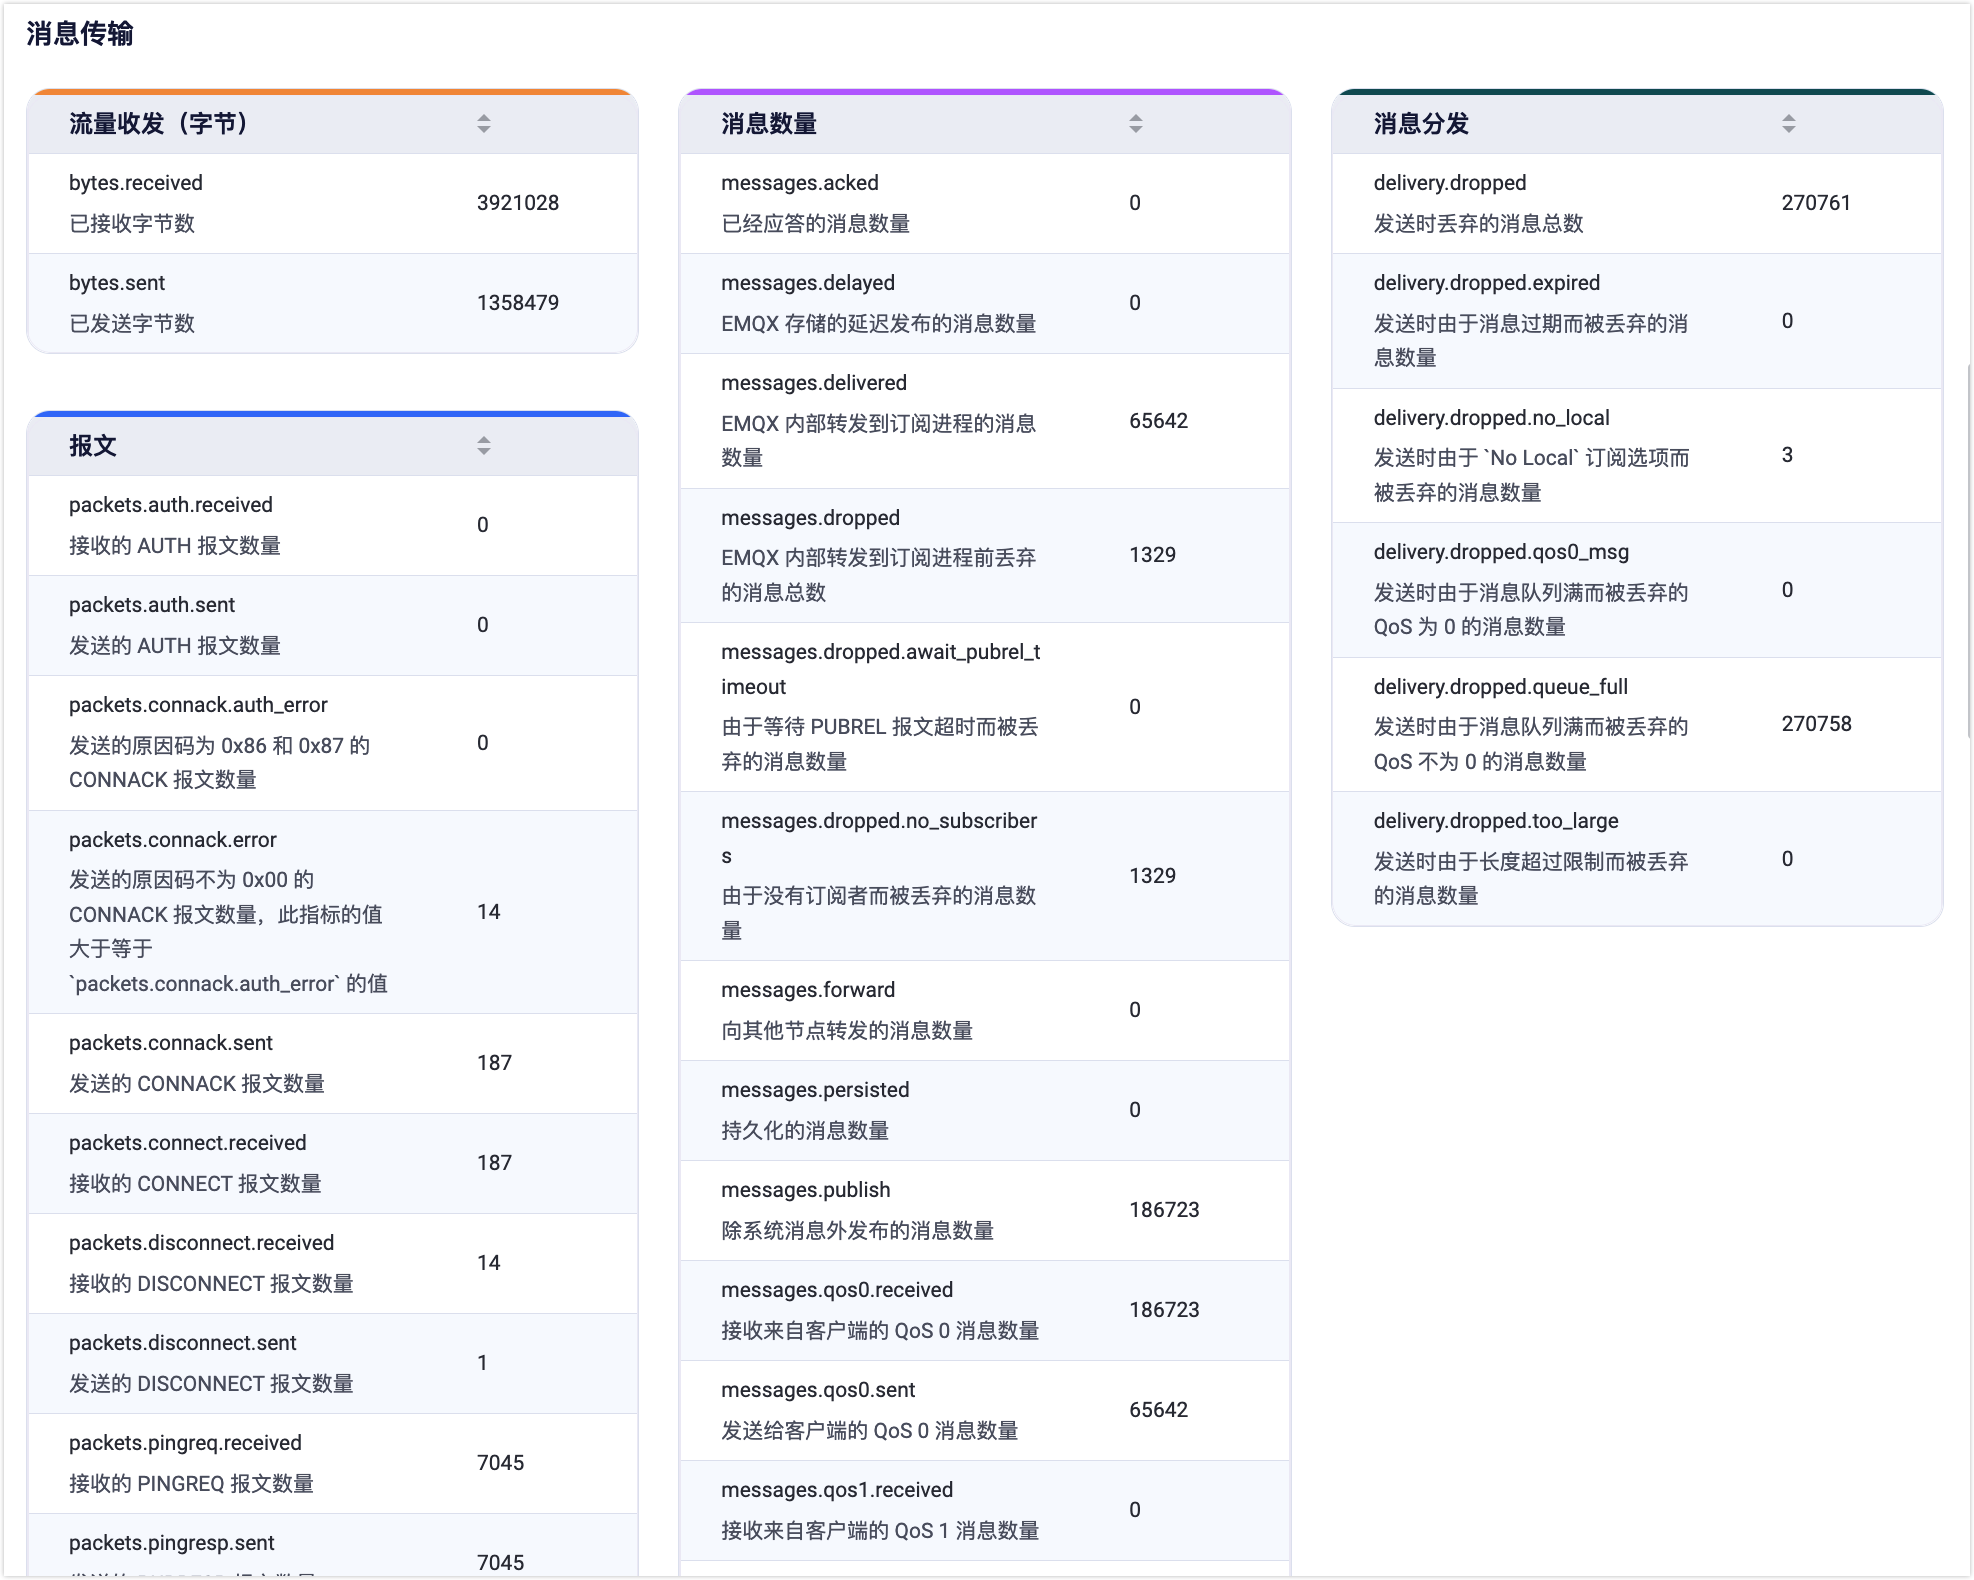 消息传输
流量收发（字节）
bytes.received
已接收字节数
3921028
bytes.sent
已发送字节数
1358479
报文
packets.auth.received
接收的 AUTH 报文数量
0
packets.auth.sent
发送的 AUTH 报文数量
0
packets.connack.auth_error
发送的原因码为 0x86 和 0x87 的
CONNACK 报文数量
0
packets.connack.error
发送的原因码不为 0x00 的
CONNACK 报文数量，此指标的值
大于等于
`packets.connack.auth_error` 的值
14
packets.connack.sent
发送的 CONNACK 报文数量
187
packets.connect.received
接收的 CONNECT 报文数量
187
packets.disconnect.received
接收的 DISCONNECT 报文数量
14
packets.disconnect.sent
发送的 DISCONNECT 报文数量
1
packets.pingreq.received
接收的 PINGREQ 报文数量
7045
packets.pingresp.sent
7045
消息数量
messages.acked
已经应答的消息数量
0
messages.delayed
EMQX 存储的延迟发布的消息数量
0
messages.delivered
EMQX 内部转发到订阅进程的消息
数量
65642
messages.dropped
EMQX 内部转发到订阅进程前丢弃
的消息总数
1329
messages.dropped.await_pubrel_t
imeout
由于等待 PUBREL 报文超时而被丢
弃的消息数量
0
messages.dropped.no_subscriber
s
由于没有订阅者而被丢弃的消息数
量
1329
messages.forward
向其他节点转发的消息数量
0
messages.persisted
持久化的消息数量
0
messages.publish
除系统消息外发布的消息数量
186723
messages.qos0.received
接收来自客户端的 QoS 0 消息数量
186723
messages.qos0.sent
发送给客户端的 QoS 0 消息数量
65642
messages.qos1.received
接收来自客户端的 QoS 1 消息数量
0
消息分发
delivery.dropped
发送时丢弃的消息总数
270761
delivery.dropped.expired
发送时由于消息过期而被丢弃的消
息数量
0
delivery.dropped.no_local
发送时由于 `No Local` 订阅选项而
被丢弃的消息数量
3
delivery.dropped.qos0_msg
发送时由于消息队列满而被丢弃的
QoS 为 0 的消息数量
0
delivery.dropped.queue_full
发送时由于消息队列满而被丢弃的
QoS 不为 0 的消息数量
270758
delivery.dropped.too_large
发送时由于长度超过限制而被丢弃
的消息数量
0